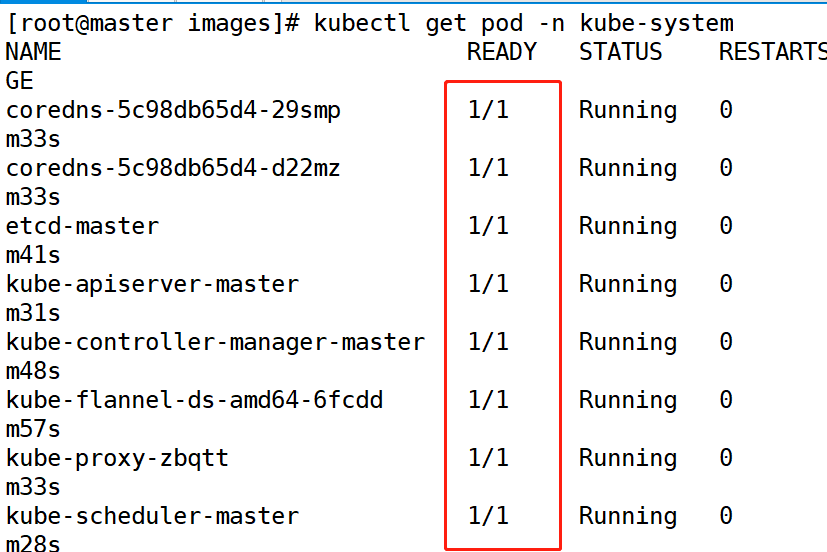 [root@master images]# kubectl get pod -n kube-system
NAME READY STATUS RESTARTS
GE
coredns-5c98db65d4-29smp 1/1 Running 0
m33s
coredns-5c98db65d4-d22mz 1/1 Running 0
m33s
etcd-master 1/1 Running 0
m41s
kube-apiserver-master 1/1 Running 0
m31s
kube-controller-manager-master 1/1 Running 0
m48s
kube-flannel-ds-amd64-6fcdd 1/1 Running 0
m57s
kube-proxy-zbqtt 1/1 Running 0
m33s
kube-scheduler-master 1/1 Running 0
m28s